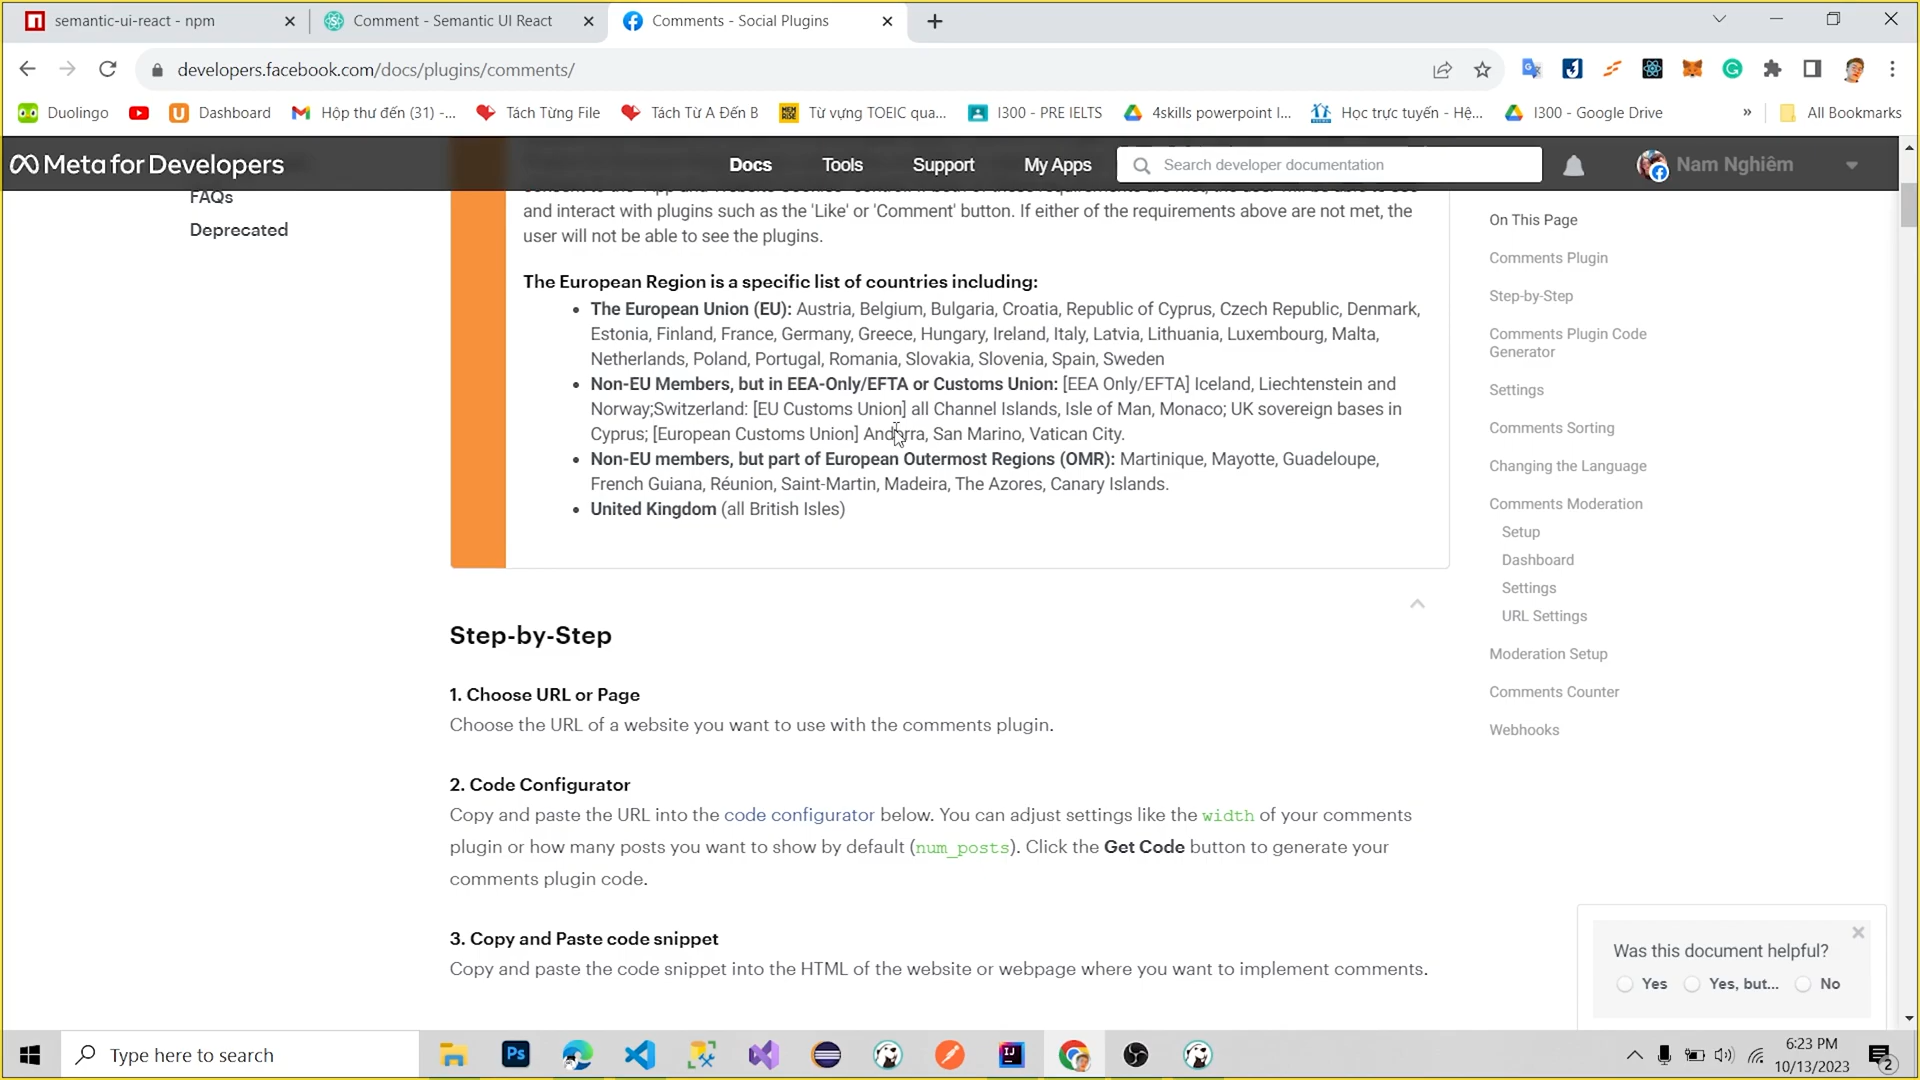 semantic-ui-react - npm
Comment - Semantic UI React
Comments - Social Plugins
developers.facebook.com/docs/plugins/comments/
Duolingo
Dashboard
Hộp thư đến (31) -...
Tách Từng File
Tách Từ A Đến B
Từ vựng TOEIC qua...
I300 - PRE IELTS
4skills powerpoint I...
Học trực tuyến - Hệ...
I300 - Google Drive
»
All Bookmarks
Meta for Developers
Docs
Tools
Support
My Apps
Search developer documentation
Nam Nghiêm
FAQs
Deprecated
and interact with plugins such as the 'Like' or 'Comment' button. If either of the requirements above are not met, the
user will not be able to see the plugins.
The European Region is a specific list of countries including:
• The European Union (EU): Austria, Belgium, Bulgaria, Croatia, Republic of Cyprus, Czech Republic, Denmark,
Estonia, Finland, France, Germany, Greece, Hungary, Ireland, Italy, Latvia, Lithuania, Luxembourg, Malta,
Netherlands, Poland, Portugal, Romania, Slovakia, Slovenia, Spain, Sweden
• Non-EU Members, but in EEA-Only/EFTA or Customs Union: [EEA Only/EFTA] Iceland, Liechtenstein and
Norway;Switzerland: [EU Customs Union] all Channel Islands, Isle of Man, Monaco; UK sovereign bases in
Cyprus; [European Customs Union] Andorra, San Marino, Vatican City.
• Non-EU members, but part of European Outermost Regions (OMR): Martinique, Mayotte, Guadeloupe,
French Guiana, Réunion, Saint-Martin, Madeira, The Azores, Canary Islands.
• United Kingdom (all British Isles)
Step-by-Step
1. Choose URL or Page
Choose the URL of a website you want to use with the comments plugin.
2. Code Configurator
Copy and paste the URL into the code configurator below. You can adjust settings like the width of your comments
plugin or how many posts you want to show by default (num_posts). Click the Get Code button to generate your
comments plugin code.
3. Copy and Paste code snippet
Copy and paste the code snippet into the HTML of the website or webpage where you want to implement comments.
On This Page
Comments Plugin
Step-by-Step
Comments Plugin Code
Generator
Settings
Comments Sorting
Changing the Language
Comments Moderation
Setup
Dashboard
Settings
URL Settings
Moderation Setup
Comments Counter
Webhooks
Was this document helpful?
Yes
Yes, but...
No
Type here to search
6:23 PM
10/13/2023
2